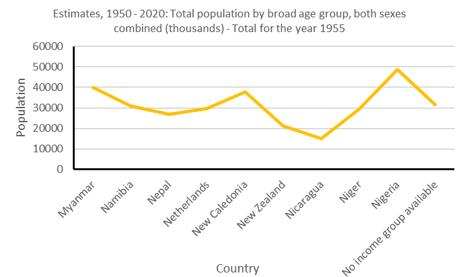 Estimates, 1950 - 2020: Total population by broad age group, both sexes
combined (thousands) - Total for the year 1955
60000
50000
40000
30000
20000
10000
0
Population
Myanmar
Namibia
Nepal
Netherlands
New Caledonia
New Zealand
Nicaragua
Niger
Nigeria
No income group available
Country